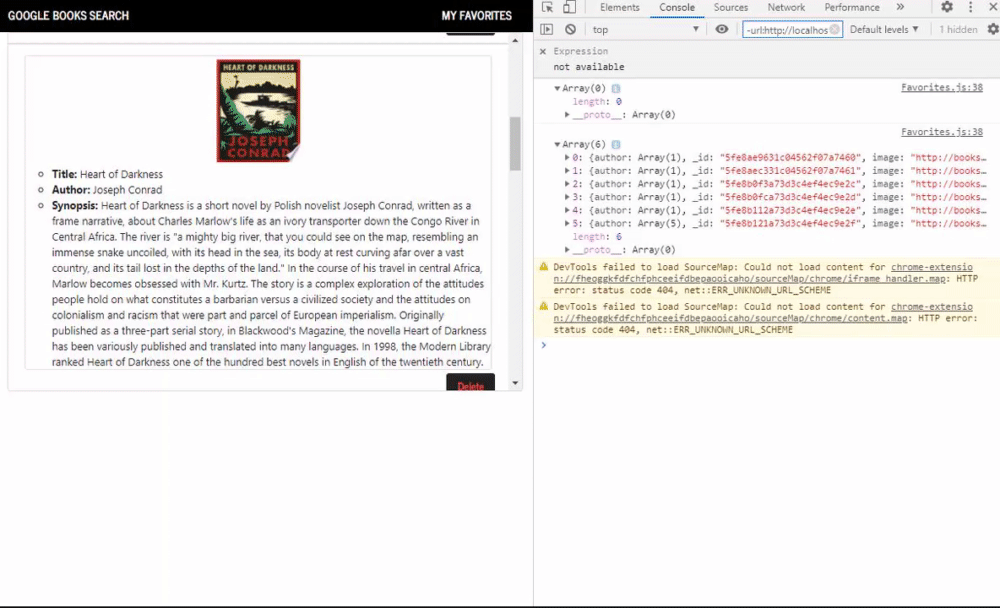 GOOGLE BOOKS SEARCH
MY FAVORITES
HEART OF DARKNESS
JOSEPH
CONRAD
Title: Heart of Darkness
Author: Joseph Conrad
Synopsis: Heart of Darkness is a short novel by Polish novelist Joseph Conrad, written as a
frame narrative, about Charles Marlow's life as an ivory transporter down the Congo River in
Central Africa. The river is "a mighty big river, that you could see on the map, resembling an
immense snake uncoiled, with its head in the sea, its body at rest curving afar over a vast
country, and its tail lost in the depths of the land." In the course of his travel in central Africa,
Marlow becomes obsessed with Mr. Kurtz. The story is a complex exploration of the attitudes
people hold on what constitutes a barbarian versus a civilized society and the attitudes on
colonialism and racism that were part and parcel of European imperialism. Originally
published as a three-part serial story, in Blackwood's Magazine, the novella Heart of Darkness
has been variously published and translated into many languages. In 1998, the Modern Library
ranked Heart of Darkness one of the hundred best novels in English of the twentieth century.
Delete
Elements Console Sources Network Performance »
top -url:http://localhos Default levels ▼ 1 hidden
Expression
not available
Favorites.js:38
▼Array(0)
length: 0
▶__proto__: Array(0)
Favorites.js:38
▼Array(6)
▶0: {author: Array(1), _id: "5fe8ae9631c04562f07a7460", image: "http://books…
▶1: {author: Array(1), _id: "5fe8aec331c04562f07a7461", image: "http://books…
▶2: {author: Array(1), _id: "5fe8b0f3a73d3c4ef4ec9e2c", image: "http://books…
▶3: {author: Array(1), _id: "5fe8b0fca73d3c4ef4ec9e2d", image: "http://books…
▶4: {author: Array(1), _id: "5fe8b112a73d3c4ef4ec9e2e", image: "http://books…
▶5: {author: Array(5), _id: "5fe8b121a73d3c4ef4ec9e2f", image: "http://books…
length: 6
▶__proto__: Array(0)
DevTools failed to load SourceMap: Could not load content for chrome-extensio
n://fheoggkfdfchfphceeifdbepaooicaho/sourceMap/chrome/iframe_handler.map: HTTP
error: status code 404, net::ERR_UNKNOWN_URL_SCHEME
DevTools failed to load SourceMap: Could not load content for chrome-extensio
n://fheoggkfdfchfphceeifdbepaooicaho/sourceMap/chrome/content.map: HTTP error:
status code 404, net::ERR_UNKNOWN_URL_SCHEME